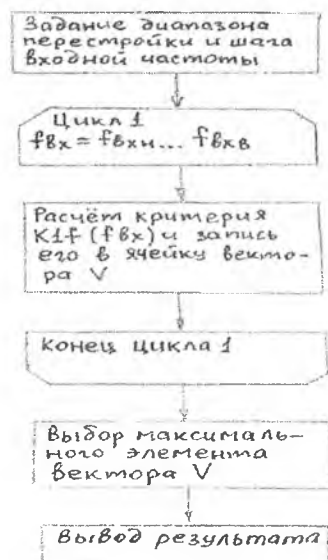 Задание диапазона
перестройки и шага
входной частоты
Цикл 1
fвх = fвхн... fвхв
Расчёт критерия
K1f (fвх) и запись
его в ячейку векто-
ра V
конец цикла 1
Выбор максималь-
ного элемента
вектора V
Вывод результата